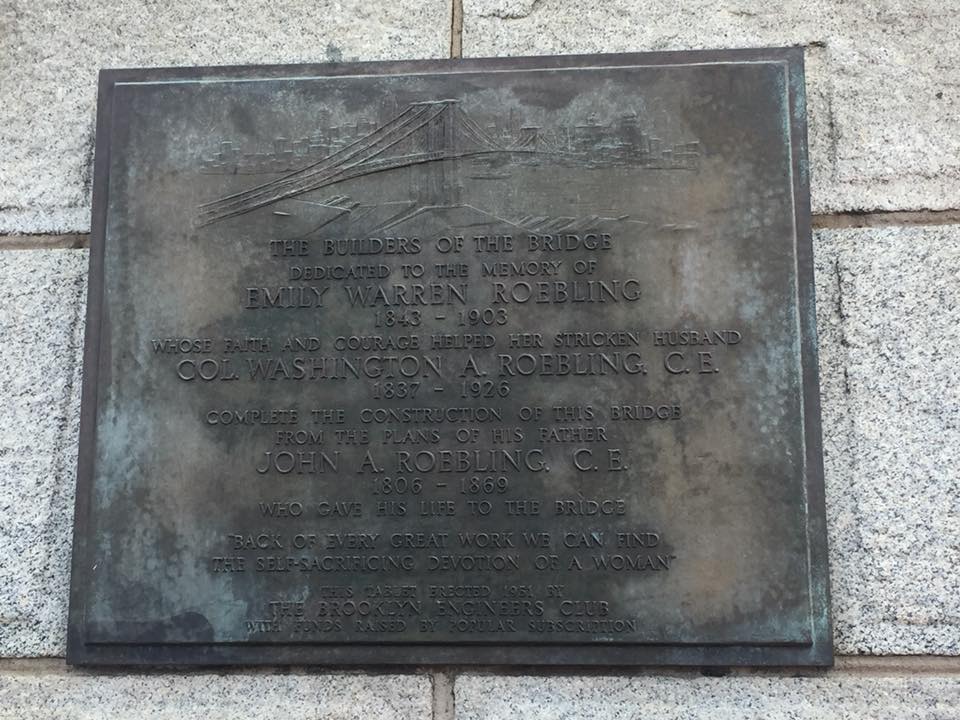 THE BUILDERS OF THE BRIDGE
DEDICATED TO THE MEMORY OF
EMILY WARREN ROEBLING
1843 - 1903
WHOSE FAITH AND COURAGE HELPED HER STRICKEN HUSBAND
COL. WASHINGTON A. ROEBLING, C. E.
1837 - 1926
COMPLETE THE CONSTRUCTION OF THIS BRIDGE
FROM THE PLANS OF HIS FATHER
JOHN A. ROEBLING, C. E.
1806 - 1869
WHO GAVE HIS LIFE TO THE BRIDGE
"BACK OF EVERY GREAT WORK WE CAN FIND
THE SELF-SACRIFICING DEVOTION OF A WOMAN"
THIS TABLET ERECTED 1951 BY
THE BROOKLYN ENGINEERS CLUB
WITH FUNDS RAISED BY POPULAR SUBSCRIPTION